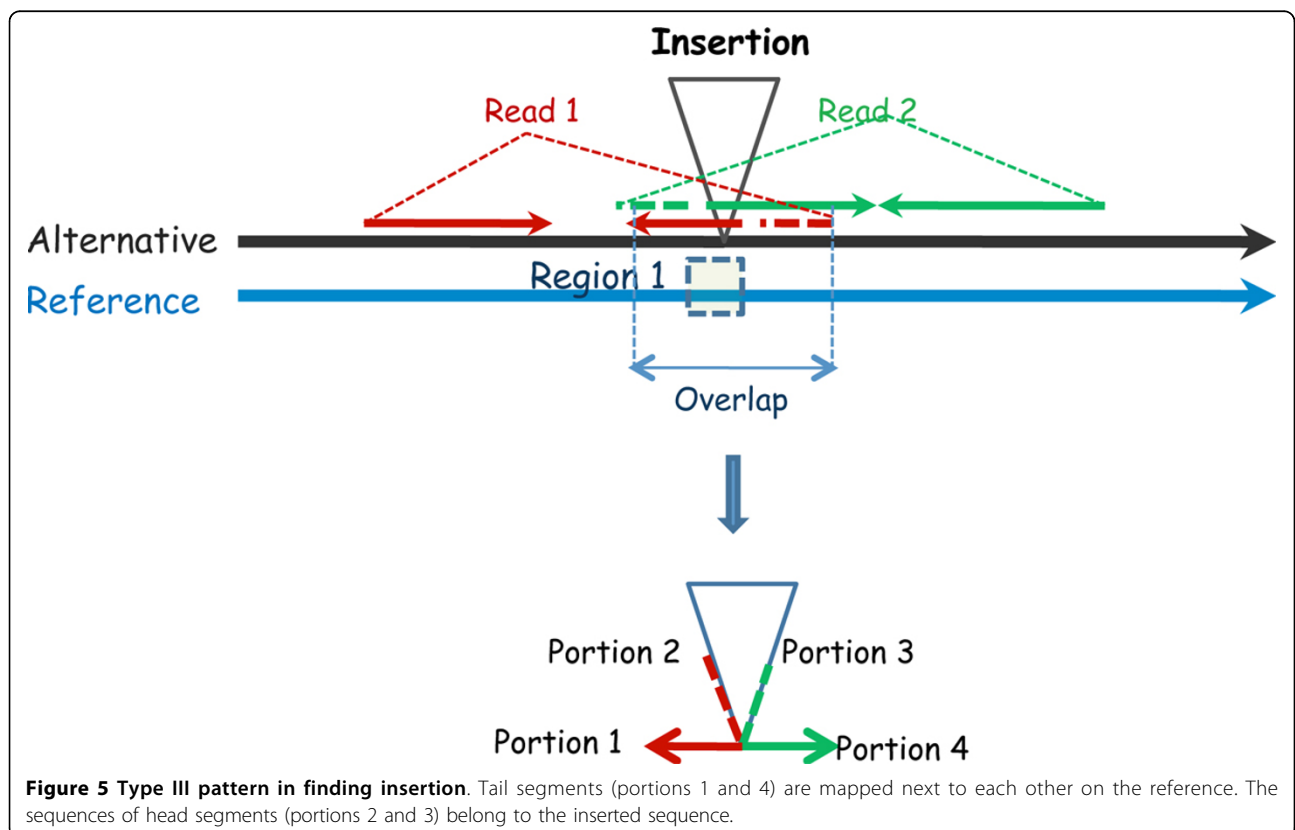 Insertion
Read 1
Read 2
Alternative
Region 1
Reference
Overlap
Portion 2
Portion 3
Portion 1
Portion 4
Figure 5 Type III pattern in finding insertion. Tail segments (portions 1 and 4) are mapped next to each other on the reference. The
sequences of head segments (portions 2 and 3) belong to the inserted sequence.